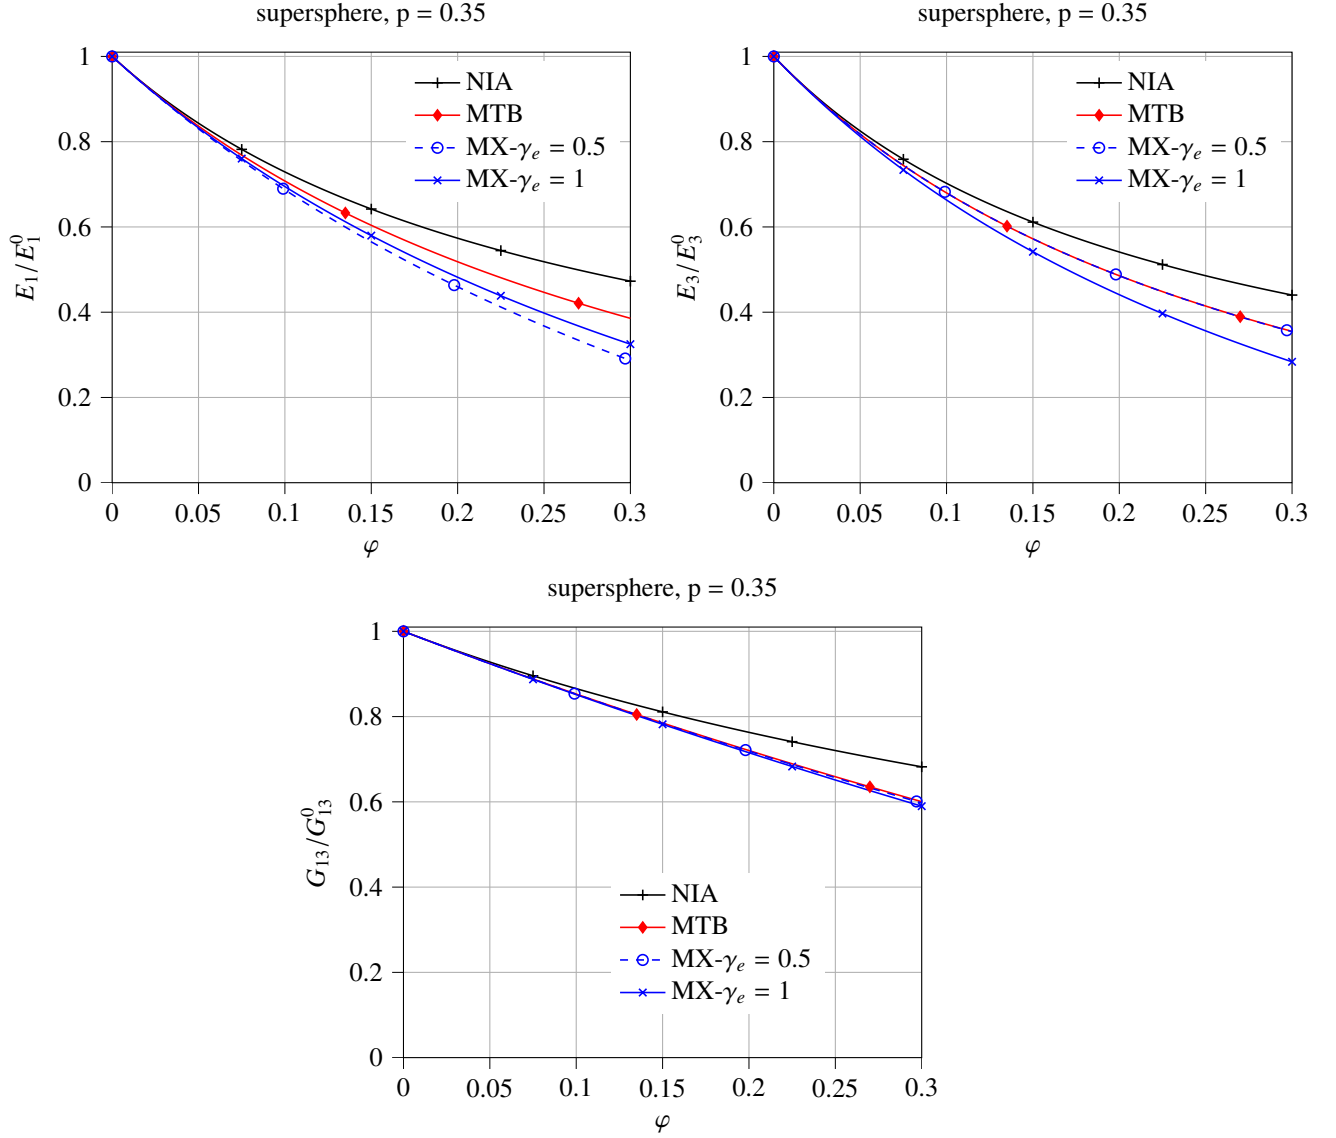 supersphere, p = 0.35
1
0.8
0.6
0.4
0.2
0
E₁/E₁⁰
NIA
MTB
MX-γₑ = 0.5
MX-γₑ = 1
0 0.05 0.1 0.15 0.2 0.25 0.3
φ
supersphere, p = 0.35
1
0.8
0.6
0.4
0.2
0
E₃/E₃⁰
NIA
MTB
MX-γₑ = 0.5
MX-γₑ = 1
0 0.05 0.1 0.15 0.2 0.25 0.3
φ
supersphere, p = 0.35
1
0.8
0.6
0.4
0.2
0
G₁₃/G₁₃⁰
NIA
MTB
MX-γₑ = 0.5
MX-γₑ = 1
0 0.05 0.1 0.15 0.2 0.25 0.3
φ